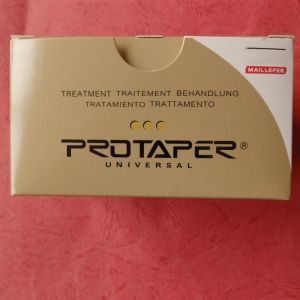 MAILLEFER
TREATMENT TRAITEMENT BEHANDLUNG
TRATAMIENTO TRATTAMENTO
PROTAPER®
UNIVERSAL